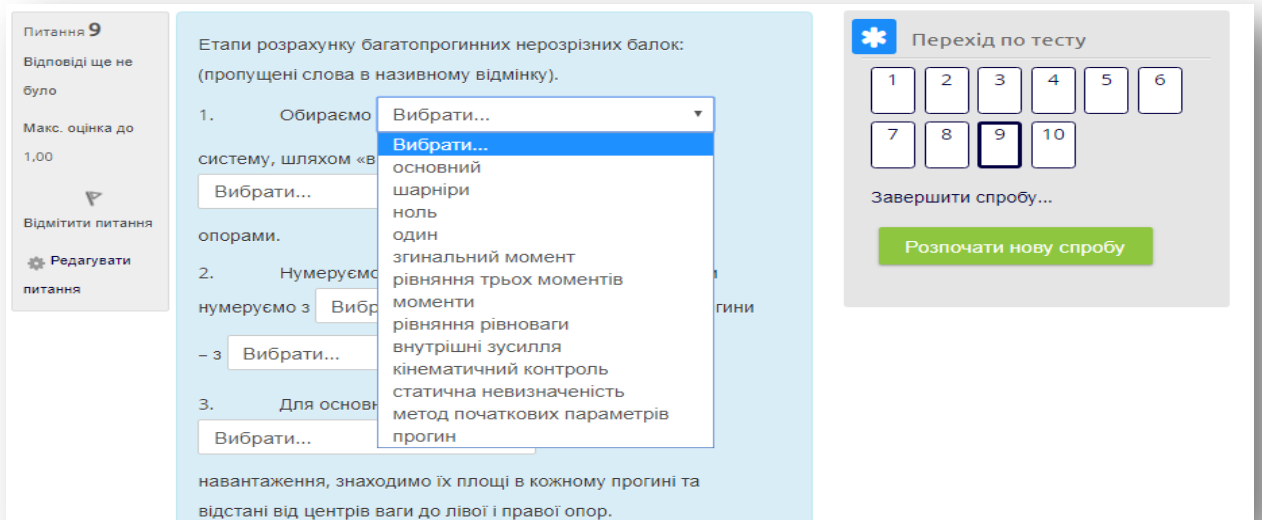 Питання 9
Відповіді ще не
було
Макс. оцінка до
1,00
Відмітити питання
Редагувати
питання
Етапи розрахунку багатопрогинних нерозрізних балок:
(пропущені слова в називному відмінку).
1. Обираємо Вибрати...
Вибрати...
основний
шарніри
ноль
один
згинальний момент
рівняння трьох моментів
моменти
рівняння рівноваги
внутрішні зусилля
кінематичний контроль
статична невизначеність
метод початкових параметрів
прогин
систему, шляхом «в
Вибрати...
опорами.
2. Нумеруємо
нумеруємо з Вибр гини
– з Вибрати...
3. Для основн
Вибрати...
навантаження, знаходимо їх площі в кожному прогині та
відстані від центрів ваги до лівої і правої опор.
Перехід по тесту
1 2 3 4 5 6
7 8 9 10
Завершити спробу...
Розпочати нову спробу